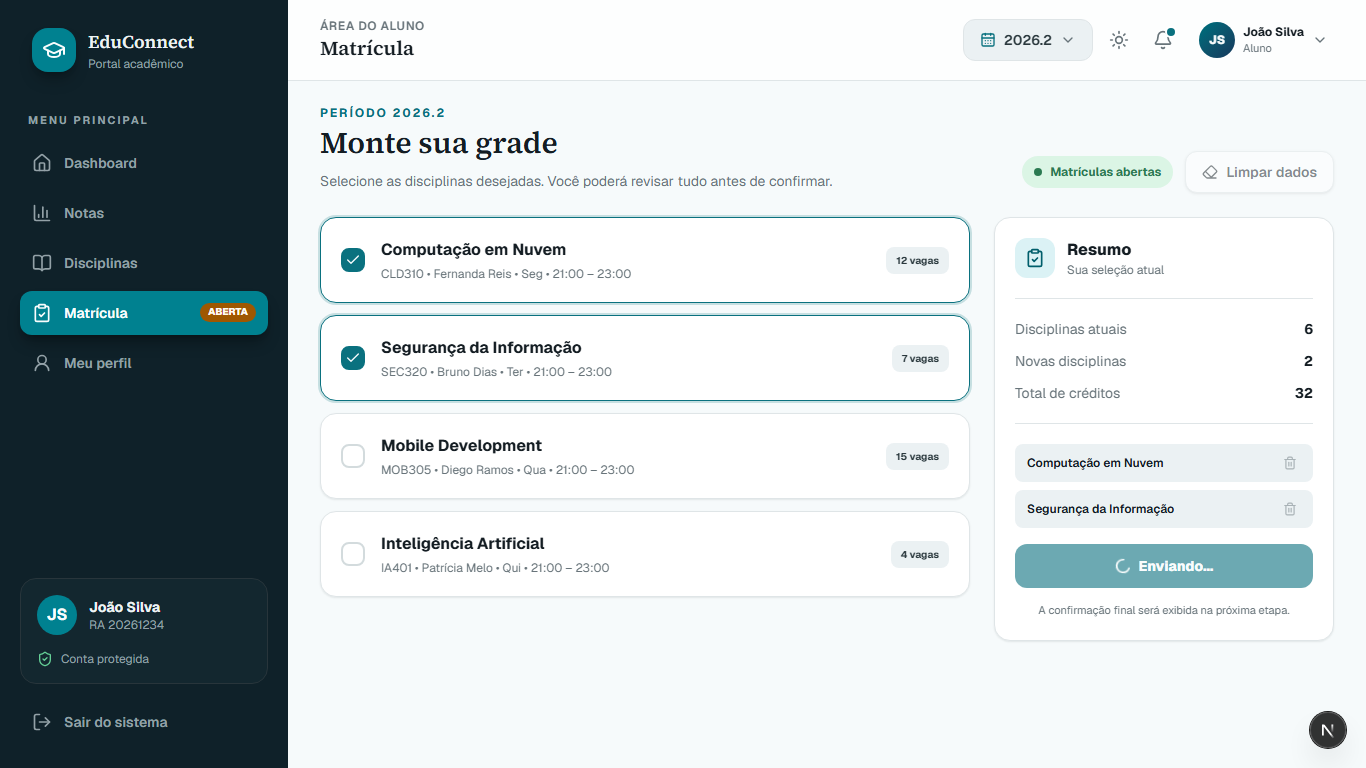 EduConnect
Portal acadêmico
MENU PRINCIPAL
Dashboard
Notas
Disciplinas
Matrícula
ABERTA
Meu perfil
JS
João Silva
RA 20261234
Conta protegida
Sair do sistema
ÁREA DO ALUNO
Matrícula
2026.2
JS
João Silva
Aluno
PERÍODO 2026.2
Monte sua grade
Selecione as disciplinas desejadas. Você poderá revisar tudo antes de confirmar.
Matrículas abertas
Limpar dados
Computação em Nuvem
CLD310 • Fernanda Reis • Seg • 21:00 – 23:00
12 vagas
Segurança da Informação
SEC320 • Bruno Dias • Ter • 21:00 – 23:00
7 vagas
Mobile Development
MOB305 • Diego Ramos • Qua • 21:00 – 23:00
15 vagas
Inteligência Artificial
IA401 • Patrícia Melo • Qui • 21:00 – 23:00
4 vagas
Resumo
Sua seleção atual
Disciplinas atuais 6
Novas disciplinas 2
Total de créditos 32
Computação em Nuvem
Segurança da Informação
Enviando...
A confirmação final será exibida na próxima etapa.
N